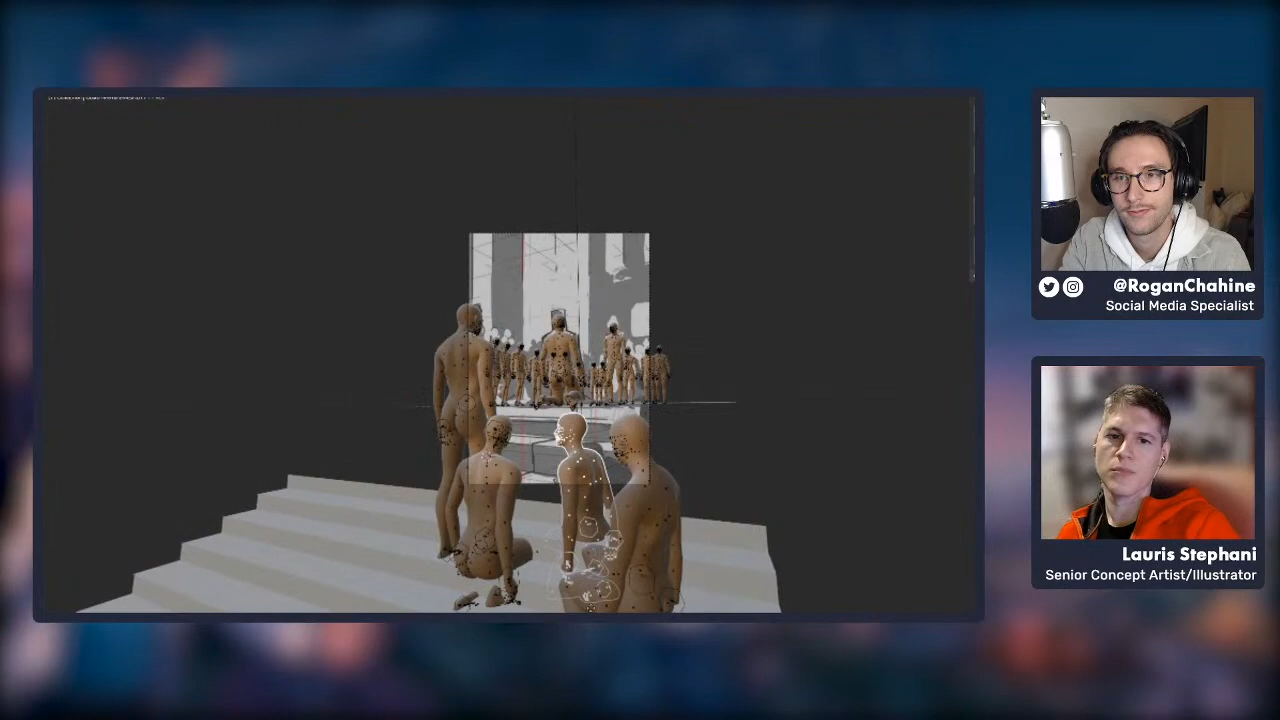 @RoganChahine
Social Media Specialist
Lauris Stephani
Senior Concept Artist/Illustrator